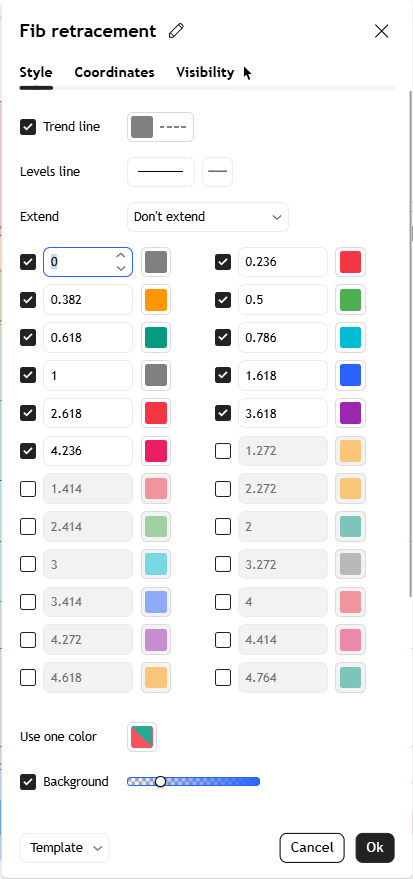 Fib retracement
Style Coordinates Visibility
Trend line
Levels line
Extend Don't extend
0 0.236
0.382 0.5
0.618 0.786
1 1.618
2.618 3.618
4.236 1.272
1.414 2.272
2.414 2
3 3.272
3.414 4
4.272 4.414
4.618 4.764
Use one color
Background
Template Cancel Ok